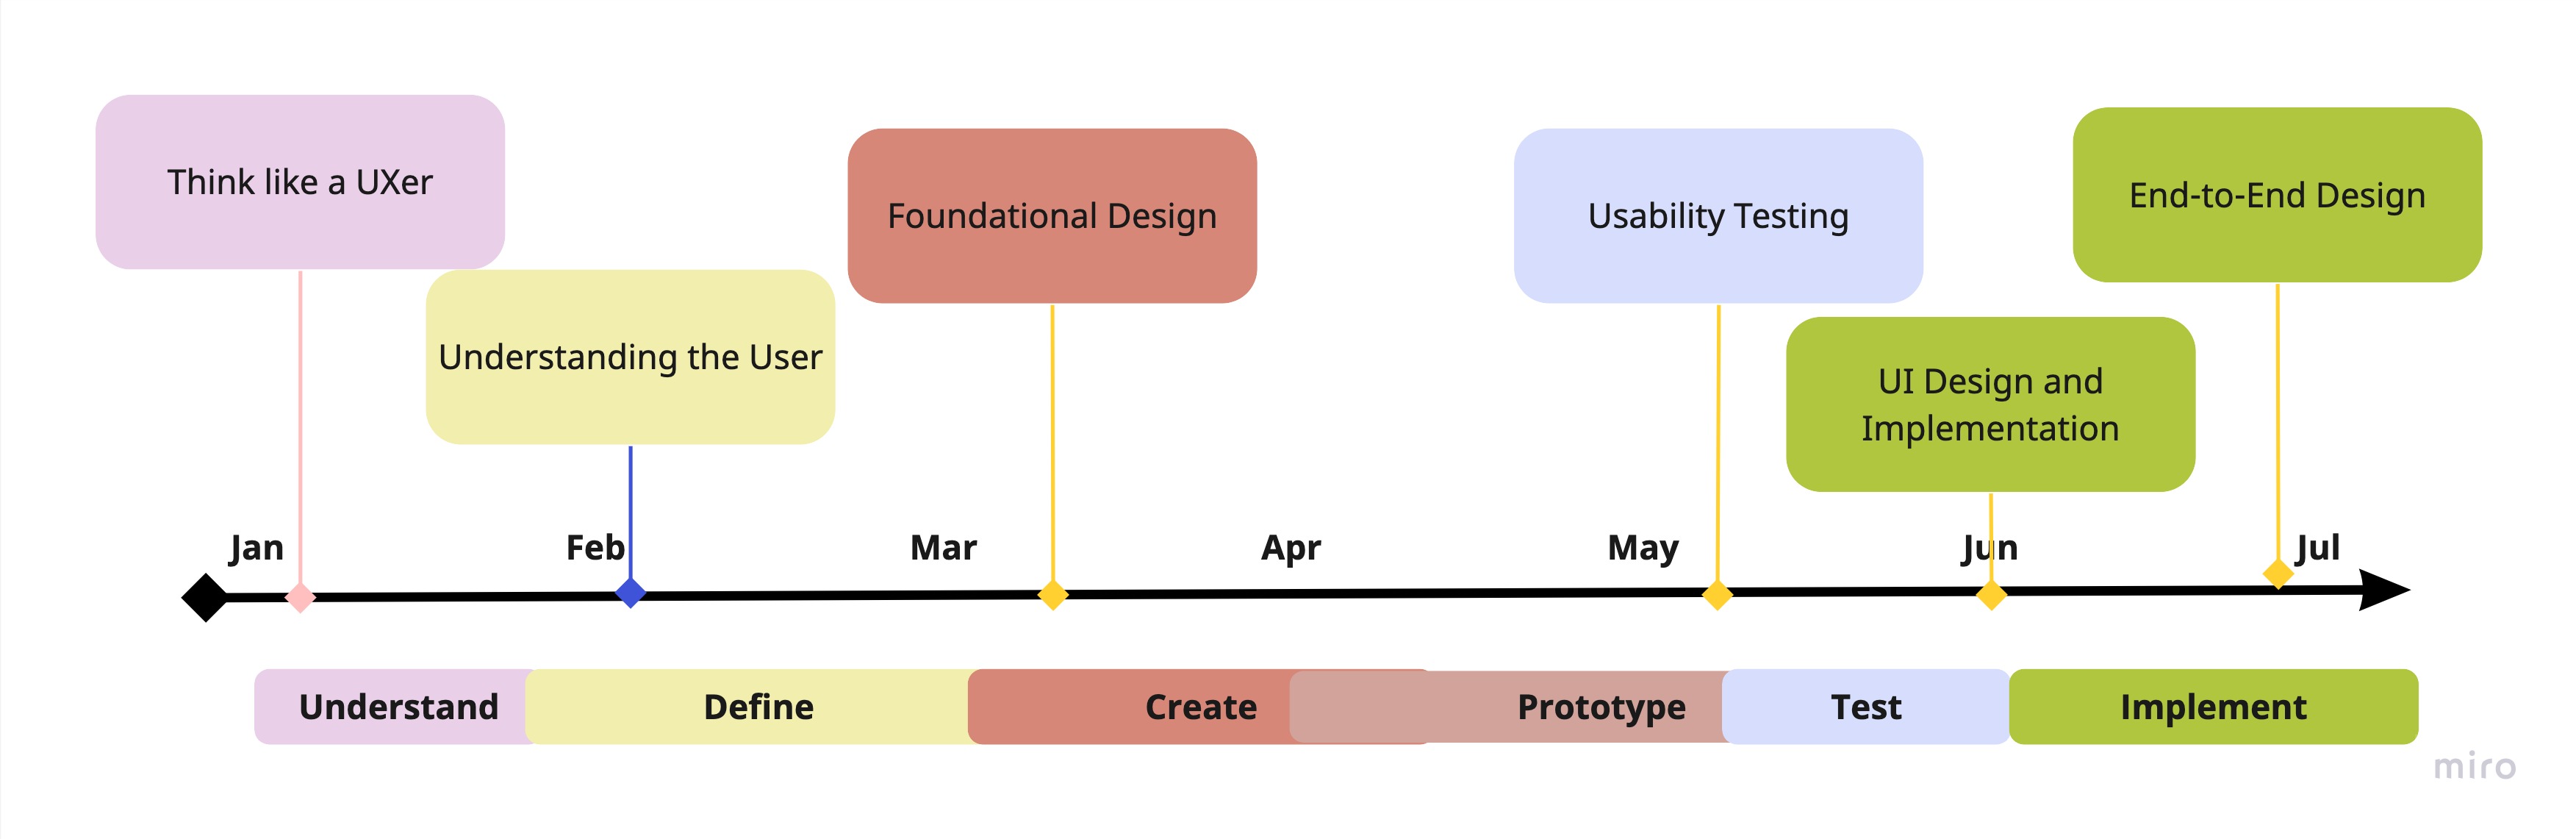 Think like a UXer
Understanding the User
Foundational Design
Usability Testing
UI Design and
Implementation
End-to-End Design
Jan
Feb
Mar
Apr
May
Jun
Jul
Understand
Define
Create
Prototype
Test
Implement
miro